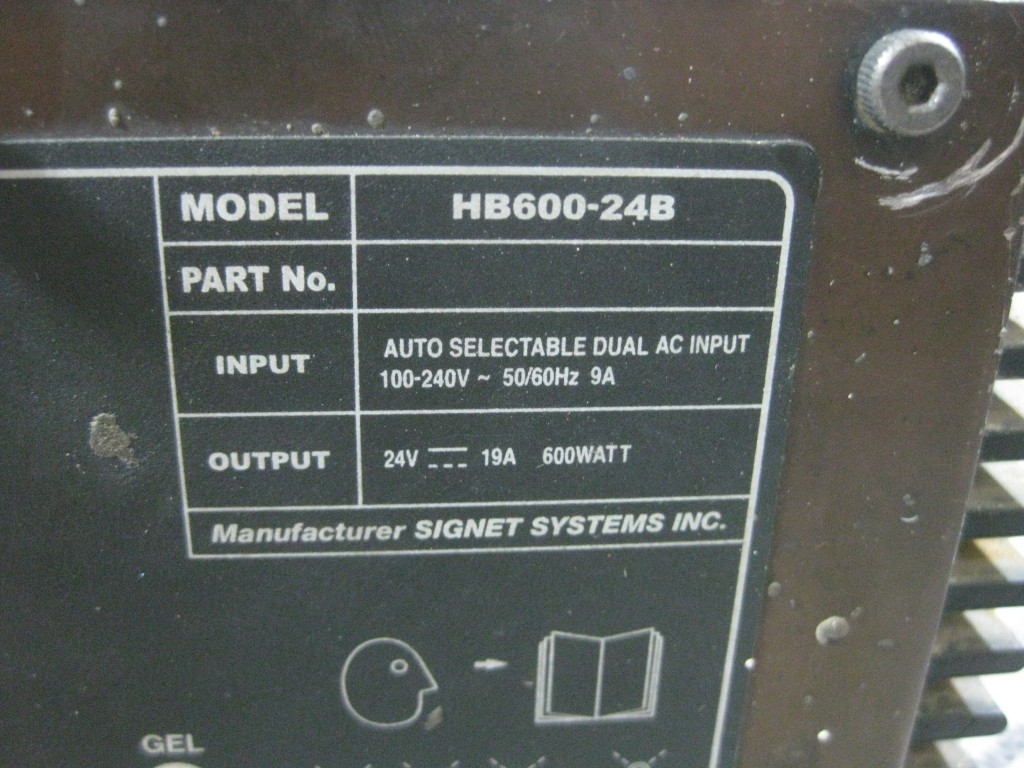 MODEL HB600-24B
PART No.
INPUT AUTO SELECTABLE DUAL AC INPUT
100-240V ~ 50/60Hz 9A
OUTPUT 24V ⎓ 19A 600WATT
Manufacturer SIGNET SYSTEMS INC.
GEL